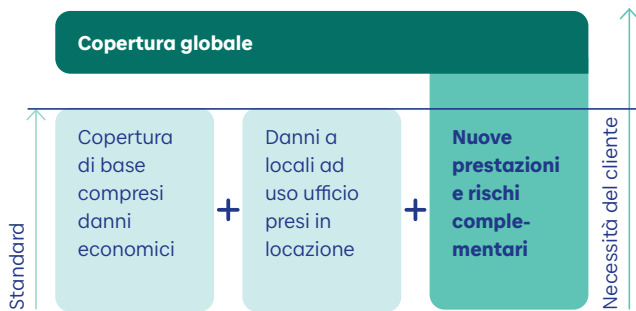 Copertura globale
Copertura
di base
compresi
danni
economici
+
Danni a
locali ad
uso ufficio
presi in
locazione
+
Nuove
prestazioni
e rischi
comple-
mentari
Standard
Necessità del cliente